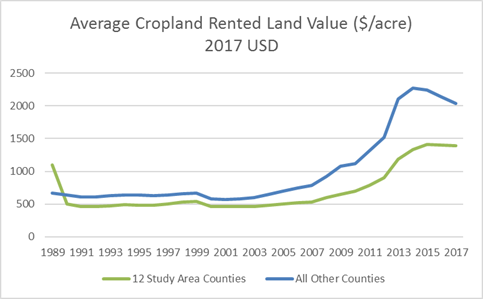 Average Cropland Rented Land Value ($/acre)
2017 USD
2500
2000
1500
1000
500
0
1989 1991 1993 1995 1997 1999 2001 2003 2005 2007 2009 2011 2013 2015 2017
12 Study Area Counties All Other Counties